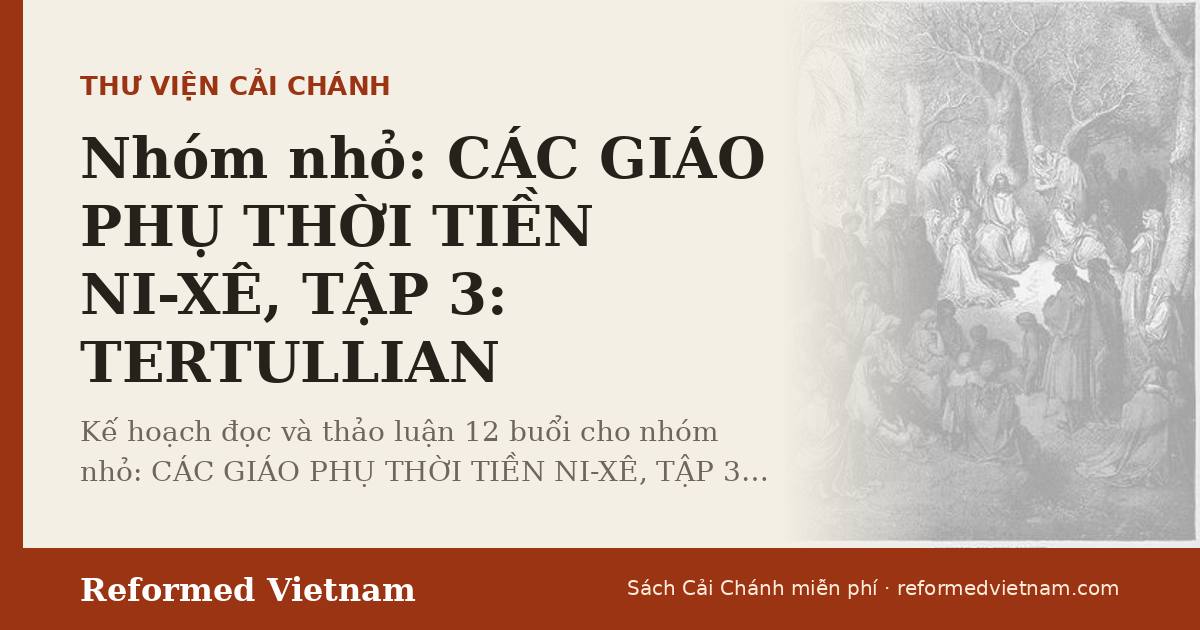 THƯ VIỆN CẢI CHÁNH
Nhóm nhỏ: CÁC GIÁO
PHỤ THỜI TIỀN
NI-XÊ, TẬP 3:
TERTULLIAN
Kế hoạch đọc và thảo luận 12 buổi cho nhóm
nhỏ: CÁC GIÁO PHỤ THỜI TIỀN NI-XÊ, TẬP 3...
Reformed Vietnam
Sách Cải Chánh miễn phí · reformedvietnam.com